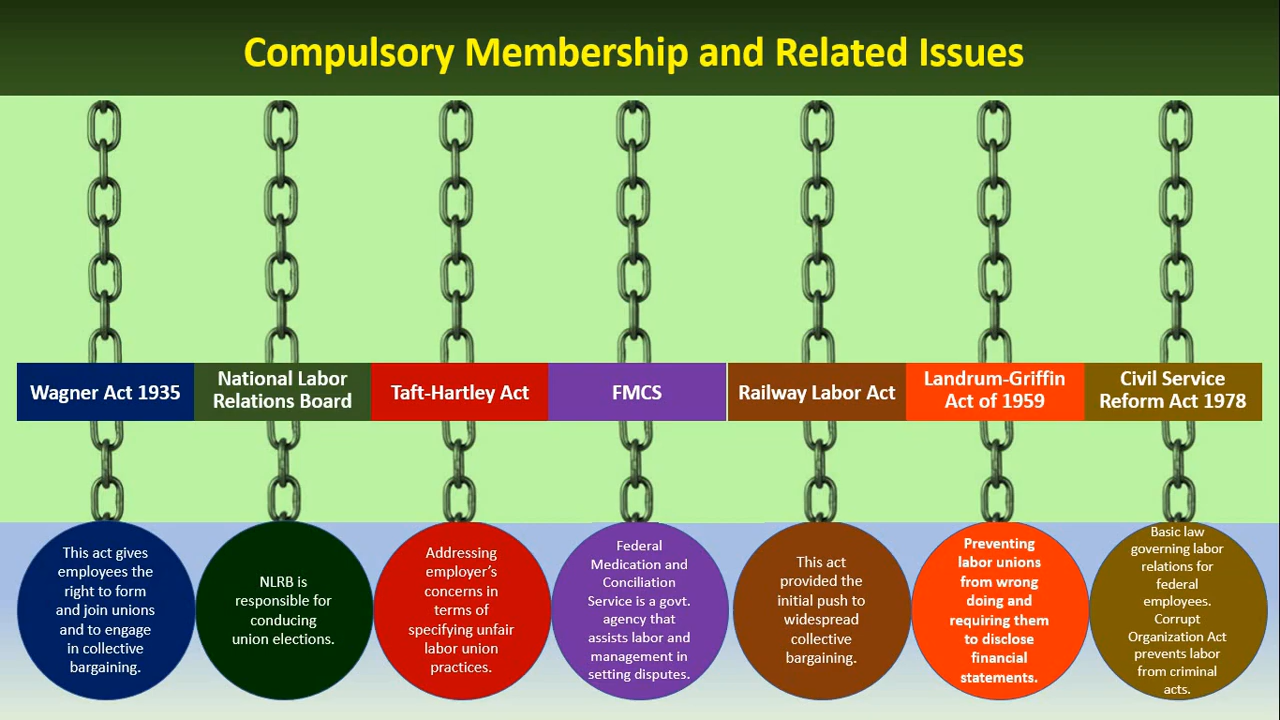 Compulsory Membership and Related Issues
Wagner Act 1935
National Labor
Relations Board
Taft-Hartley Act
FMCS
Railway Labor Act
Landrum-Griffin
Act of 1959
Civil Service
Reform Act 1978
This act gives
employees the
right to form
and join unions
and to engage
in collective
bargaining.
NLRB is
responsible for
conducing
union elections.
Addressing
employer’s
concerns in
terms of
specifying unfair
labor union
practices.
Federal
Medication and
Conciliation
Service is a govt.
agency that
assists labor and
management in
setting disputes.
This act
provided the
initial push to
widespread
collective
bargaining.
Preventing
labor unions
from wrong
doing and
requiring them
to disclose
financial
statements.
Basic law
governing labor
relations for
federal
employees.
Corrupt
Organization Act
prevents labor
from criminal
acts.